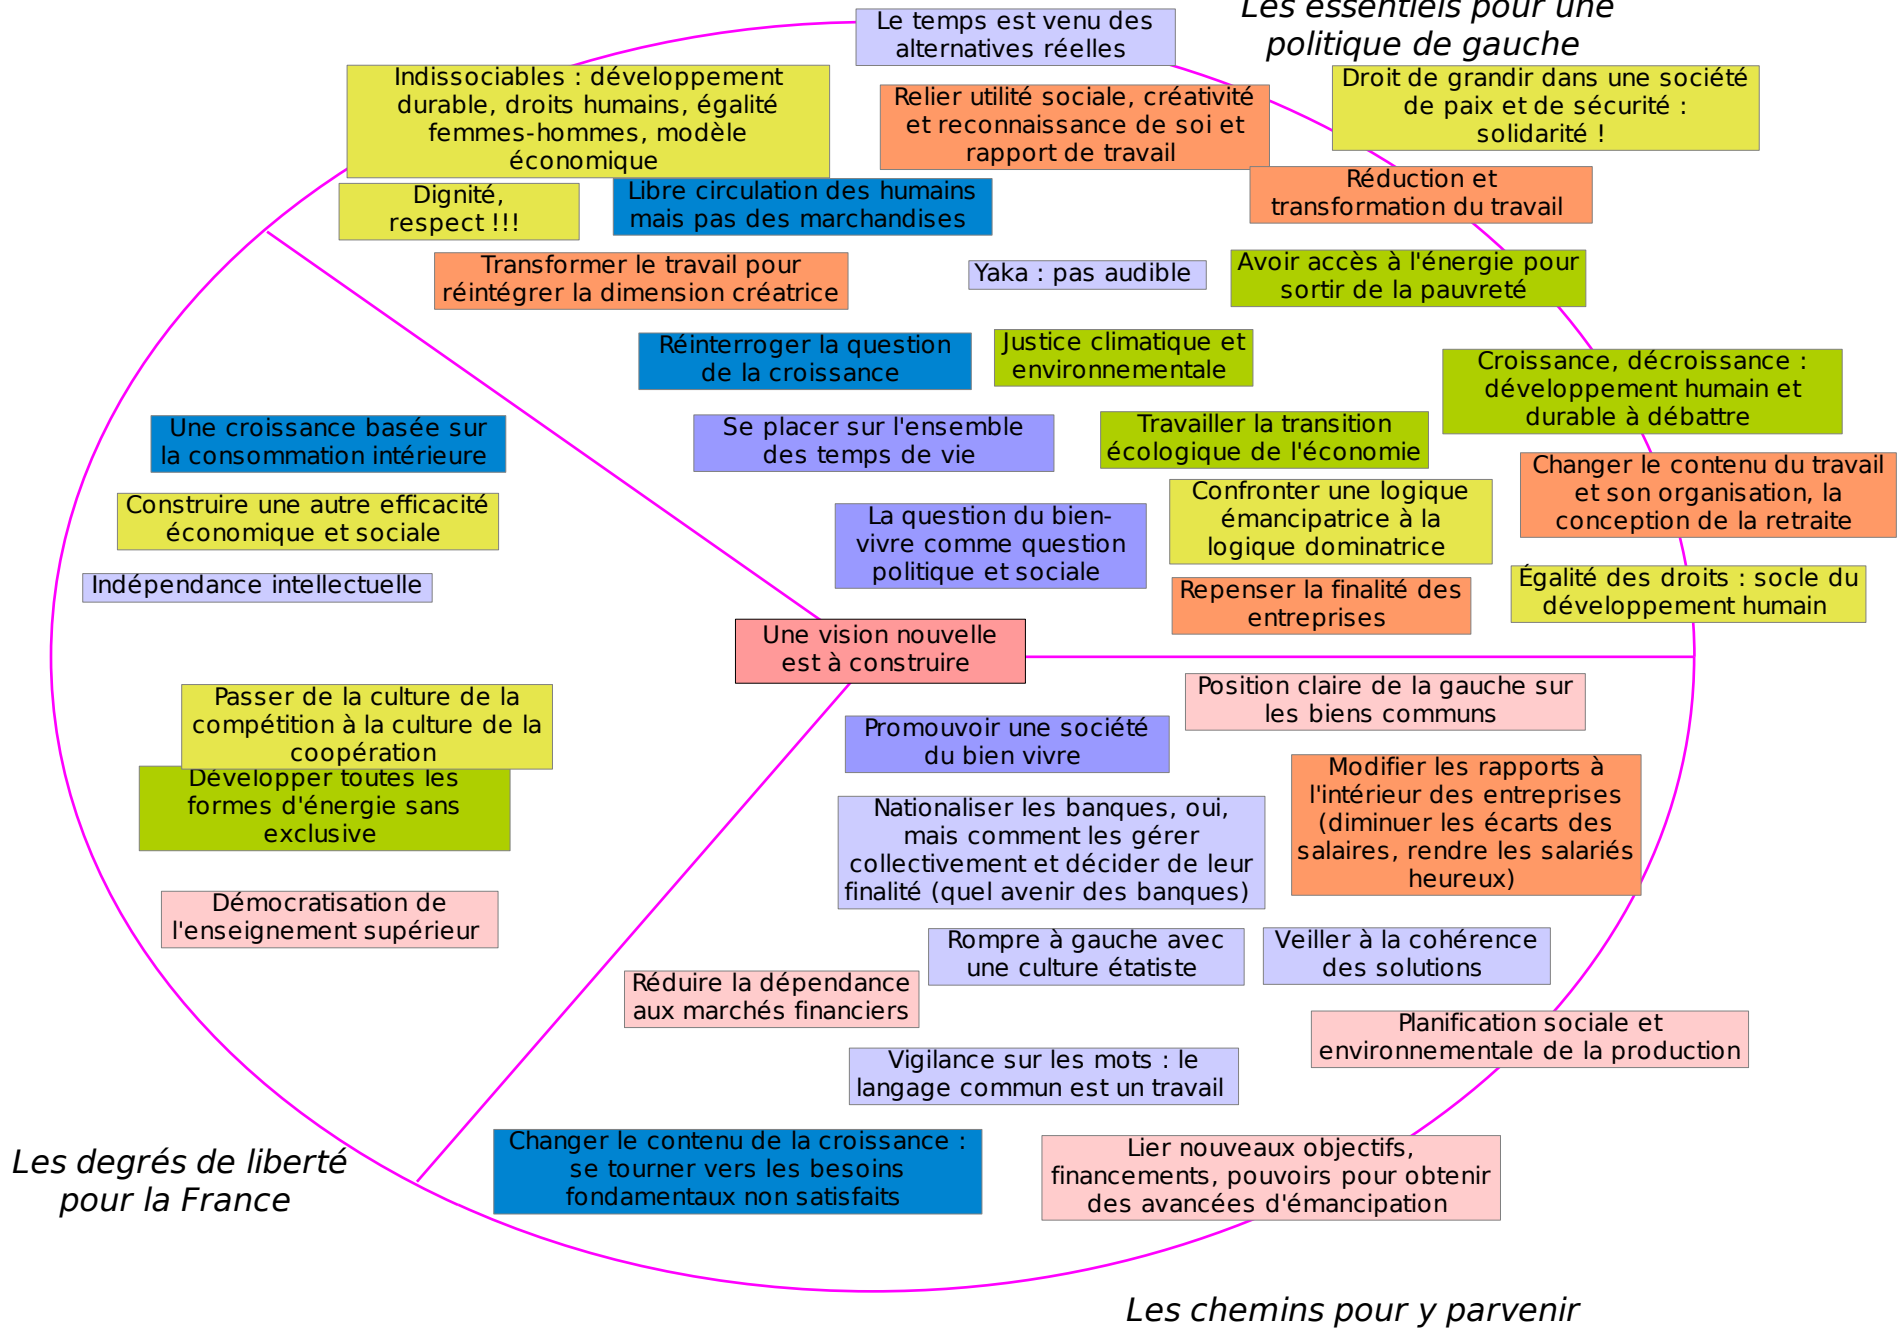 Les essentiels pour une
politique de gauche
Le temps est venu des
alternatives réelles
Indissociables : développement
durable, droits humains, égalité
femmes-hommes, modèle
économique
Relier utilité sociale, créativité
et reconnaissance de soi et
rapport de travail
Droit de grandir dans une société
de paix et de sécurité :
solidarité !
Dignité,
respect !!!
Libre circulation des humains
mais pas des marchandises
Réduction et
transformation du travail
Transformer le travail pour
réintégrer la dimension créatrice
Yaka : pas audible
Avoir accès à l'énergie pour
sortir de la pauvreté
Réinterroger la question
de la croissance
Justice climatique et
environnementale
Croissance, décroissance :
développement humain et
durable à débattre
Se placer sur l'ensemble
des temps de vie
Travailler la transition
écologique de l'économie
Changer le contenu du travail
et son organisation, la
conception de la retraite
La question du bien-
vivre comme question
politique et sociale
Confronter une logique
émancipatrice à la
logique dominatrice
Repenser la finalité des
entreprises
Égalité des droits : socle du
développement humain
Une croissance basée sur
la consommation intérieure
Construire une autre efficacité
économique et sociale
Indépendance intellectuelle
Une vision nouvelle
est à construire
Passer de la culture de la
compétition à la culture de la
coopération
Développer toutes les
formes d'énergie sans
exclusive
Démocratisation de
l'enseignement supérieur
Position claire de la gauche sur
les biens communs
Promouvoir une société
du bien vivre
Modifier les rapports à
l'intérieur des entreprises
(diminuer les écarts des
salaires, rendre les salariés
heureux)
Nationaliser les banques, oui,
mais comment les gérer
collectivement et décider de leur
finalité (quel avenir des banques)
Rompre à gauche avec
une culture étatiste
Veiller à la cohérence
des solutions
Réduire la dépendance
aux marchés financiers
Planification sociale et
environnementale de la production
Vigilance sur les mots : le
langage commun est un travail
Changer le contenu de la croissance :
se tourner vers les besoins
fondamentaux non satisfaits
Lier nouveaux objectifs,
financements, pouvoirs pour obtenir
des avancées d'émancipation
Les degrés de liberté
pour la France
Les chemins pour y parvenir